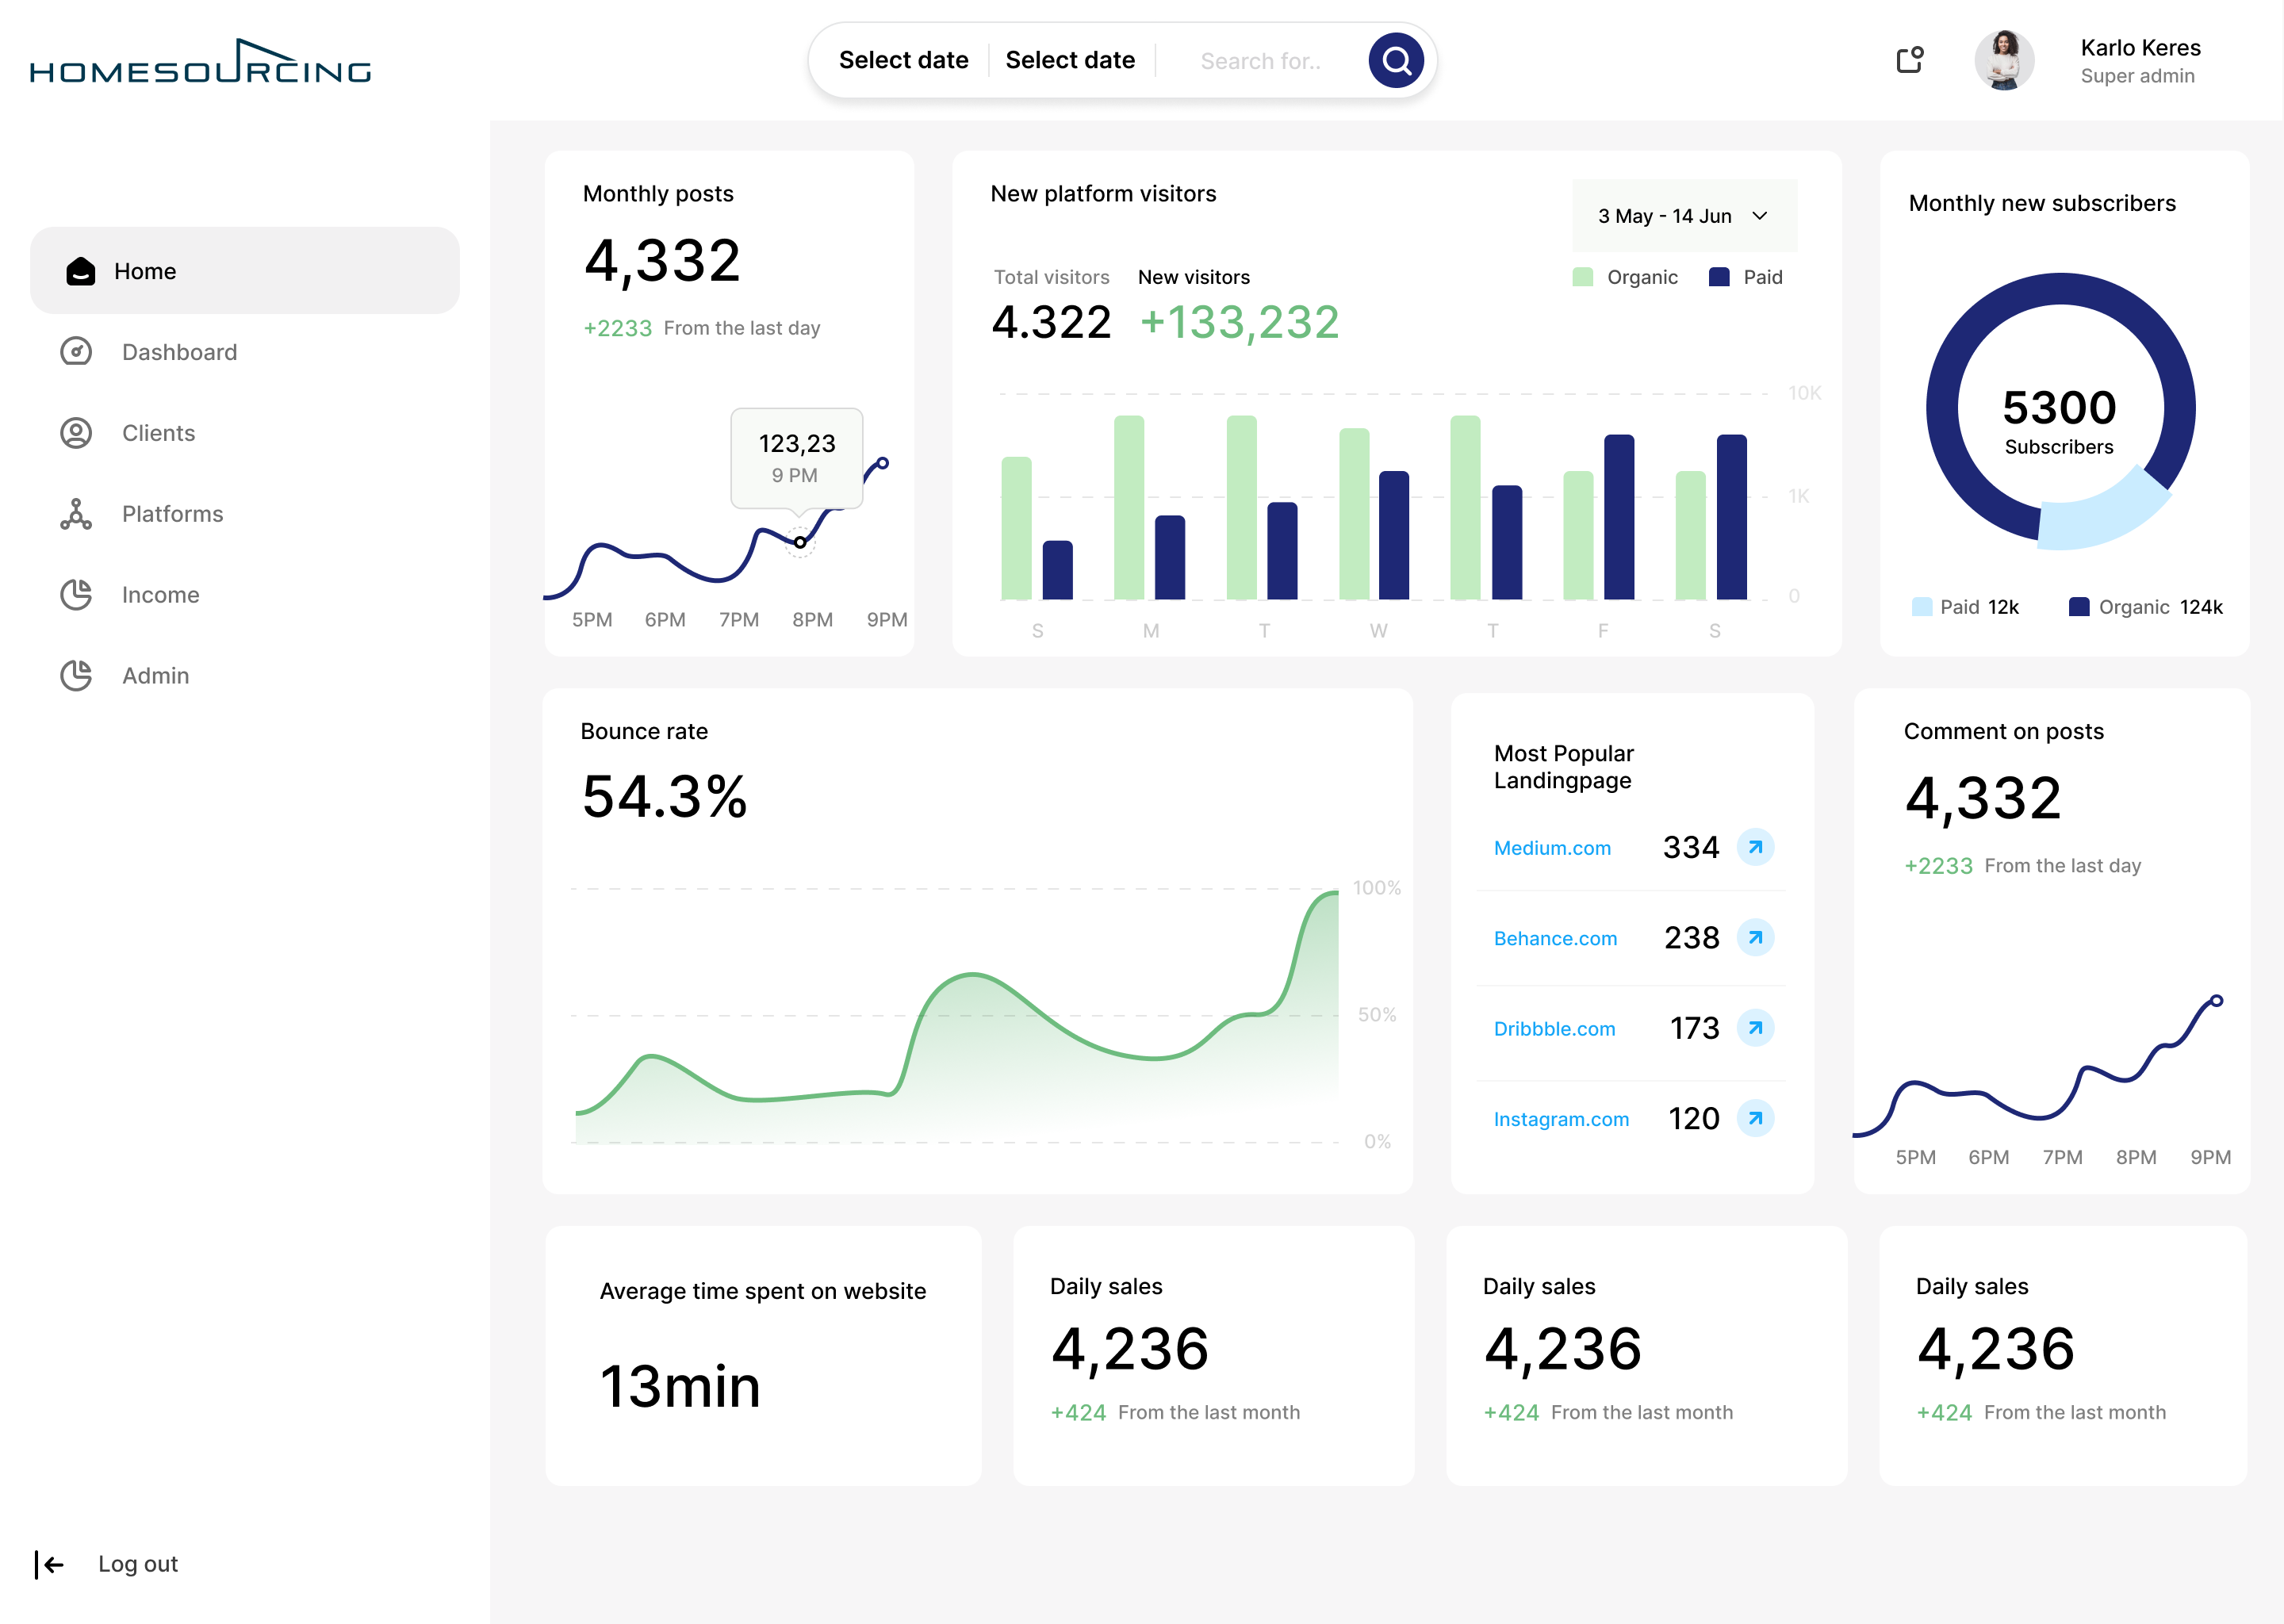 HOMESOURCING
Select date
Select date
Search for..
Karlo Keres
Super admin
Home
Dashboard
Clients
Platforms
Income
Admin
Log out
Monthly posts
4,332
+2233 From the last day
123,23
9 PM
5PM 6PM 7PM 8PM 9PM
New platform visitors
3 May - 14 Jun
Total visitors New visitors
4.322 +133,232
Organic Paid
10K
1K
0
S M T W T F S
Monthly new subscribers
5300
Subscribers
Paid 12k Organic 124k
Bounce rate
54.3%
100%
50%
0%
Most Popular
Landingpage
Medium.com 334
Behance.com 238
Dribbble.com 173
Instagram.com 120
Comment on posts
4,332
+2233 From the last day
5PM 6PM 7PM 8PM 9PM
Average time spent on website
13min
Daily sales
4,236
+424 From the last month
Daily sales
4,236
+424 From the last month
Daily sales
4,236
+424 From the last month